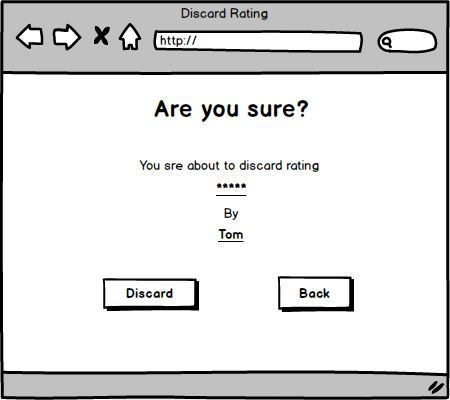 Discard Rating
http://
Are you sure?
You sre about to discard rating
*****
By
Tom
Discard
Back